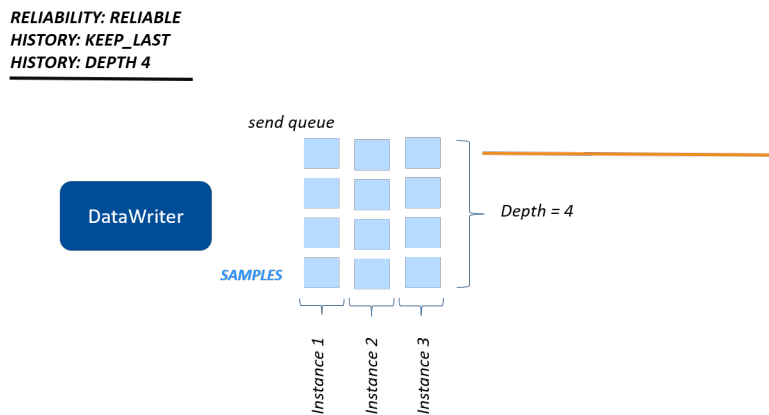 RELIABILITY: RELIABLE
HISTORY: KEEP_LAST
HISTORY: DEPTH 4
send queue
DataWriter
Depth = 4
SAMPLES
Instance 1
Instance 2
Instance 3